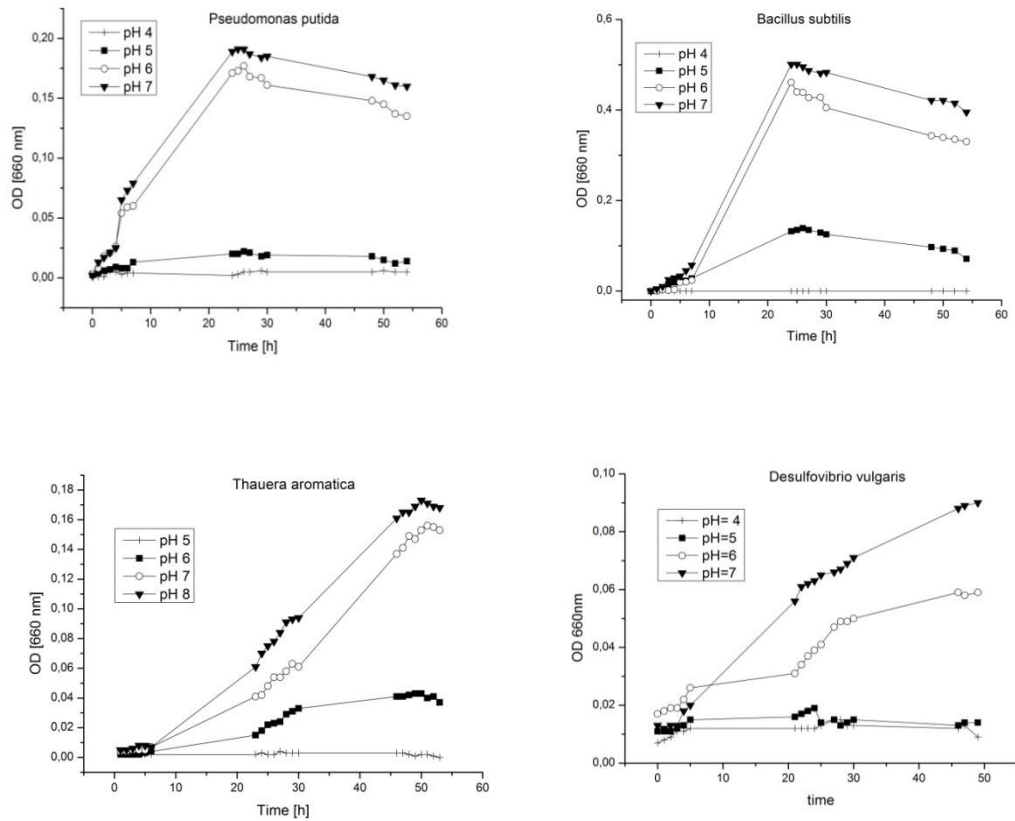 Pseudomonas putida
pH 4
pH 5
pH 6
pH 7
OD [660 nm]
0,20
0,15
0,10
0,05
0,00
0 10 20 30 40 50 60
Time [h]
Bacillus subtilis
pH 4
pH 5
pH 6
pH 7
OD [660 nm]
0,6
0,4
0,2
0,0
0 10 20 30 40 50 60
Time [h]
Thauera aromatica
pH 5
pH 6
pH 7
pH 8
OD [660 nm]
0,18
0,16
0,14
0,12
0,10
0,08
0,06
0,04
0,02
0,00
0 10 20 30 40 50 60
Time [h]
Desulfovibrio vulgaris
pH= 4
pH=5
pH=6
pH=7
OD 660nm
0,10
0,08
0,06
0,04
0,02
0,00
0 10 20 30 40 50
time